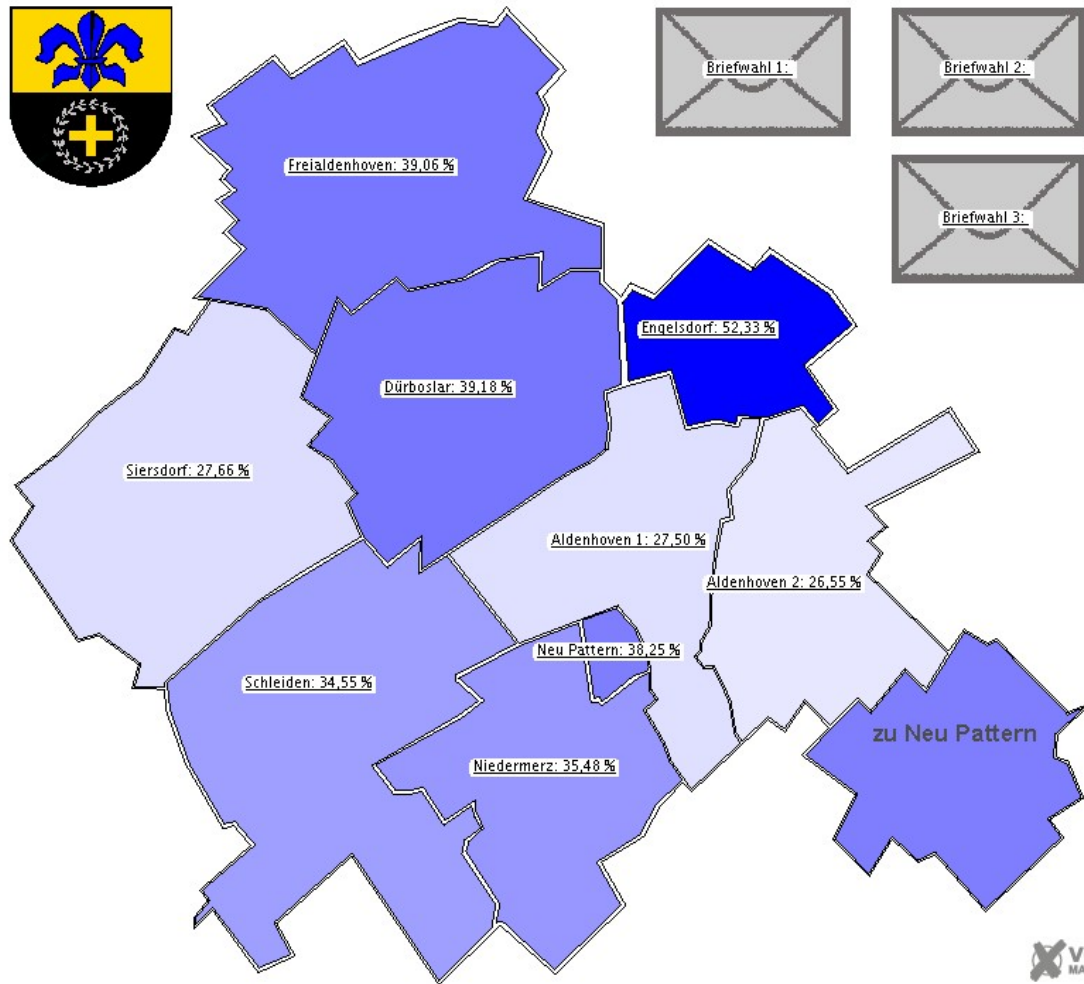 Briefwahl 1:
Briefwahl 2:
Briefwahl 3:
Freialdenhoven: 39,06 %
Engelsdorf: 52,33 %
Dürboslar: 39,18 %
Siersdorf: 27,66 %
Aldenhoven 1: 27,50 %
Aldenhoven 2: 26,55 %
Neu Pattern: 38,25 %
Schleiden: 34,55 %
zu Neu Pattern
Niedermerz: 35,48 %